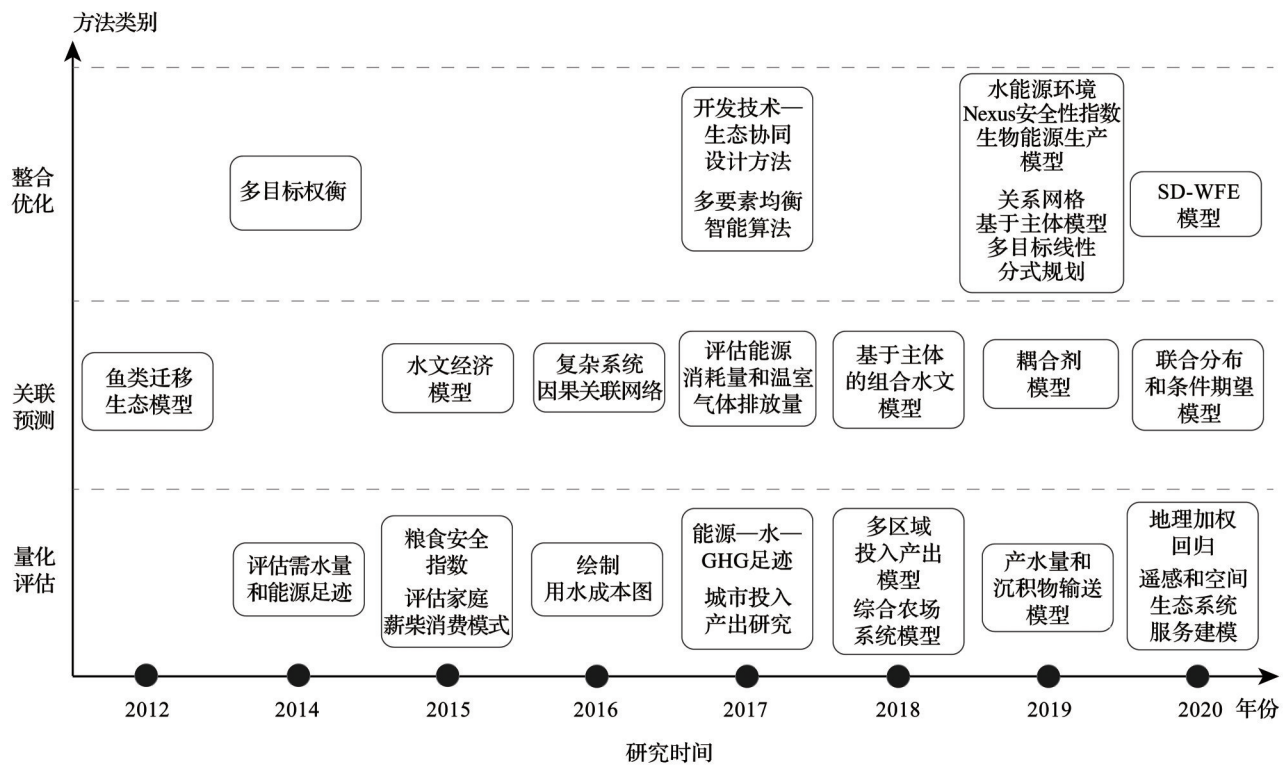 方法类别
整合
优化
多目标权衡
开发技术—
生态协同
设计方法
多要素均衡
智能算法
水能源环境
Nexus安全性指数
生物能源生产
模型
关系网格
基于主体模型
多目标线性
分式规划
SD-WFE
模型
关联
预测
鱼类迁移
生态模型
水文经济
模型
复杂系统
因果关联网络
评估能源
消耗量和温室
气体排放量
基于主体
的组合水文
模型
耦合剂
模型
联合分布
和条件期望
模型
量化
评估
评估需水量
和能源足迹
粮食安全
指数
评估家庭
薪柴消费模式
绘制
用水成本图
能源—水—
GHG足迹
城市投入
产出研究
多区域
投入产出
模型
综合农场
系统模型
产水量和
沉积物输送
模型
地理加权
回归
遥感和空间
生态系统
服务建模
2012
2014
2015
2016
2017
2018
2019
2020
年份
研究时间